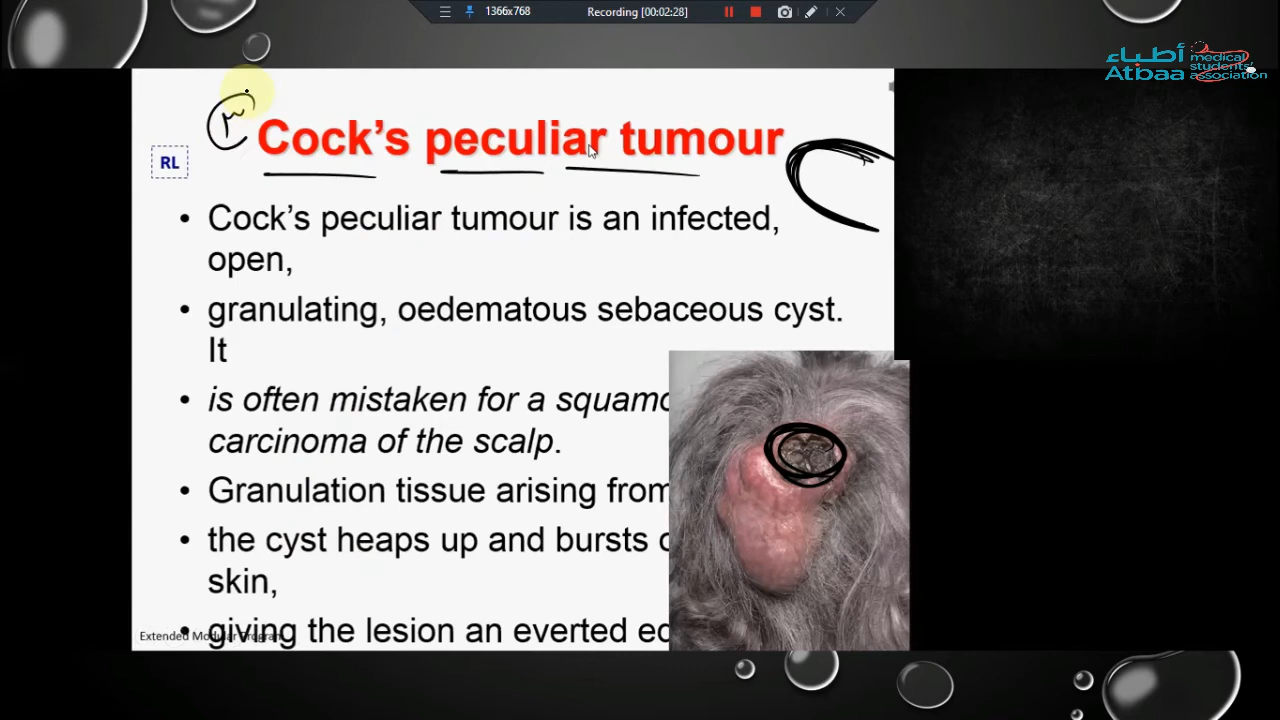 1366x768
Recording [00:02:28]
أطباء
Atbaa
medical
students'
association
٣
Cock's peculiar tumour
RL
• Cock's peculiar tumour is an infected,
open,
• granulating, oedematous sebaceous cyst.
It
• is often mistaken for a
carcinoma of the scalp.
• Granulation tissue arising from
• the cyst heaps up and bursts
skin,
• giving the lesion an everted
Extended Modular Program